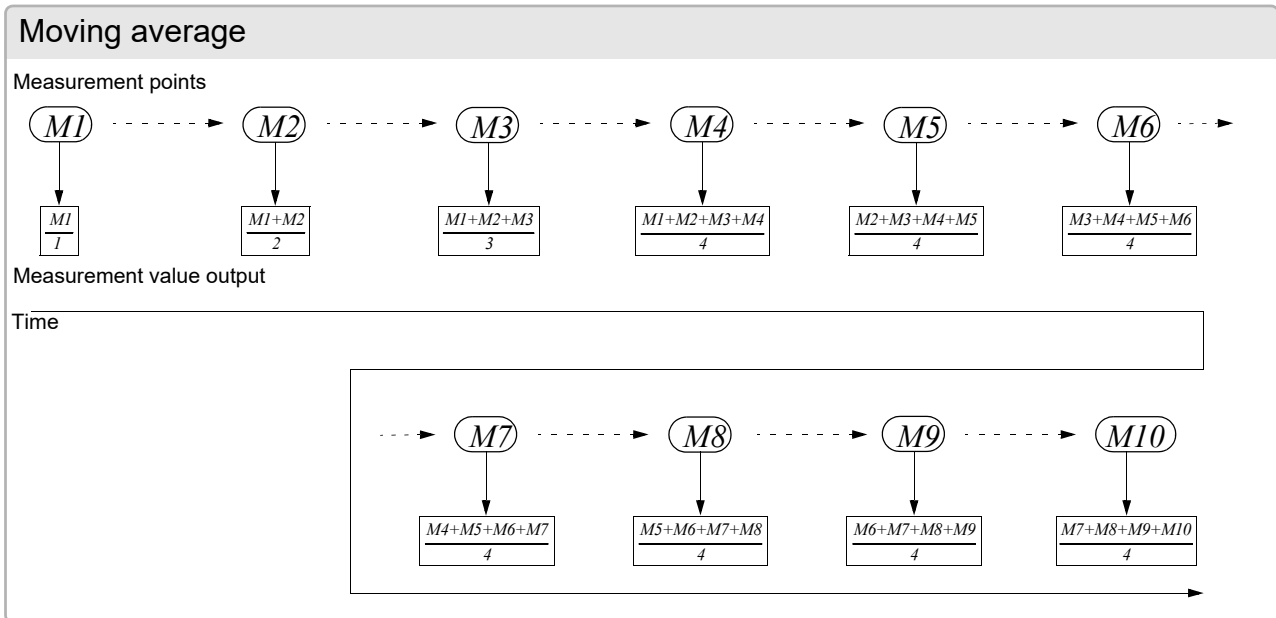 Moving average
Measurement points
M1 M2 M3 M4 M5 M6
M1 M1+M2 M1+M2+M3 M1+M2+M3+M4 M2+M3+M4+M5 M3+M4+M5+M6
1 2 3 4 4 4
Measurement value output
Time
M7 M8 M9 M10
M4+M5+M6+M7 M5+M6+M7+M8 M6+M7+M8+M9 M7+M8+M9+M10
4 4 4 4